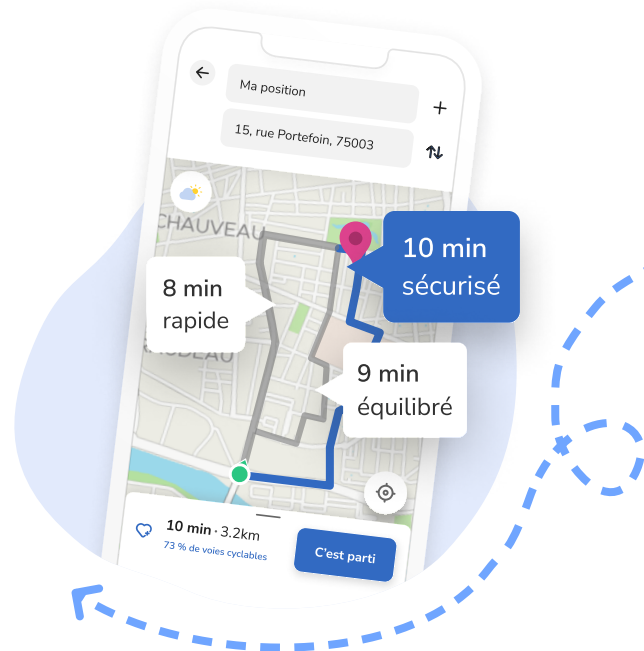 Ma position
15, rue Portefoin, 75003
CHAUVEAU
10 min
sécurisé
8 min
rapide
9 min
équilibré
10 min · 3.2km
73 % de voies cyclables
C'est parti